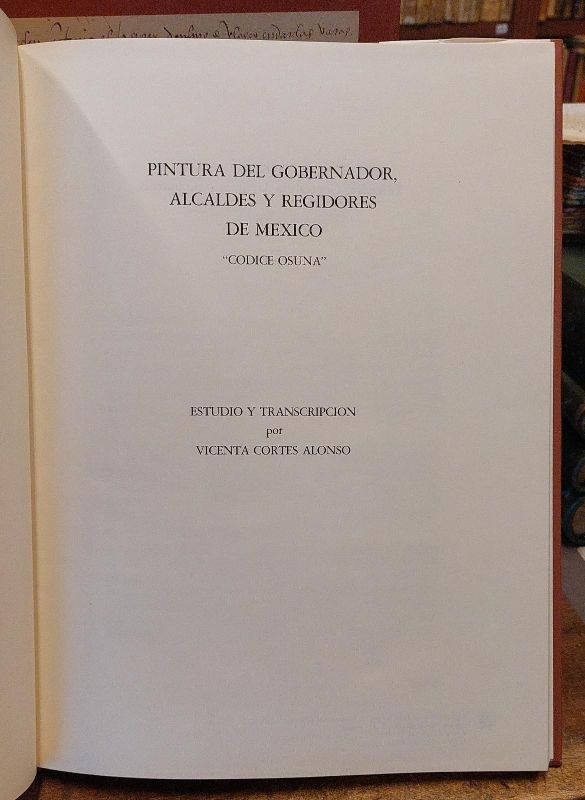 PINTURA DEL GOBERNADOR,
ALCALDES Y REGIDORES
DE MEXICO
"CODICE OSUNA"
ESTUDIO Y TRANSCRIPCION
por
VICENTA CORTES ALONSO